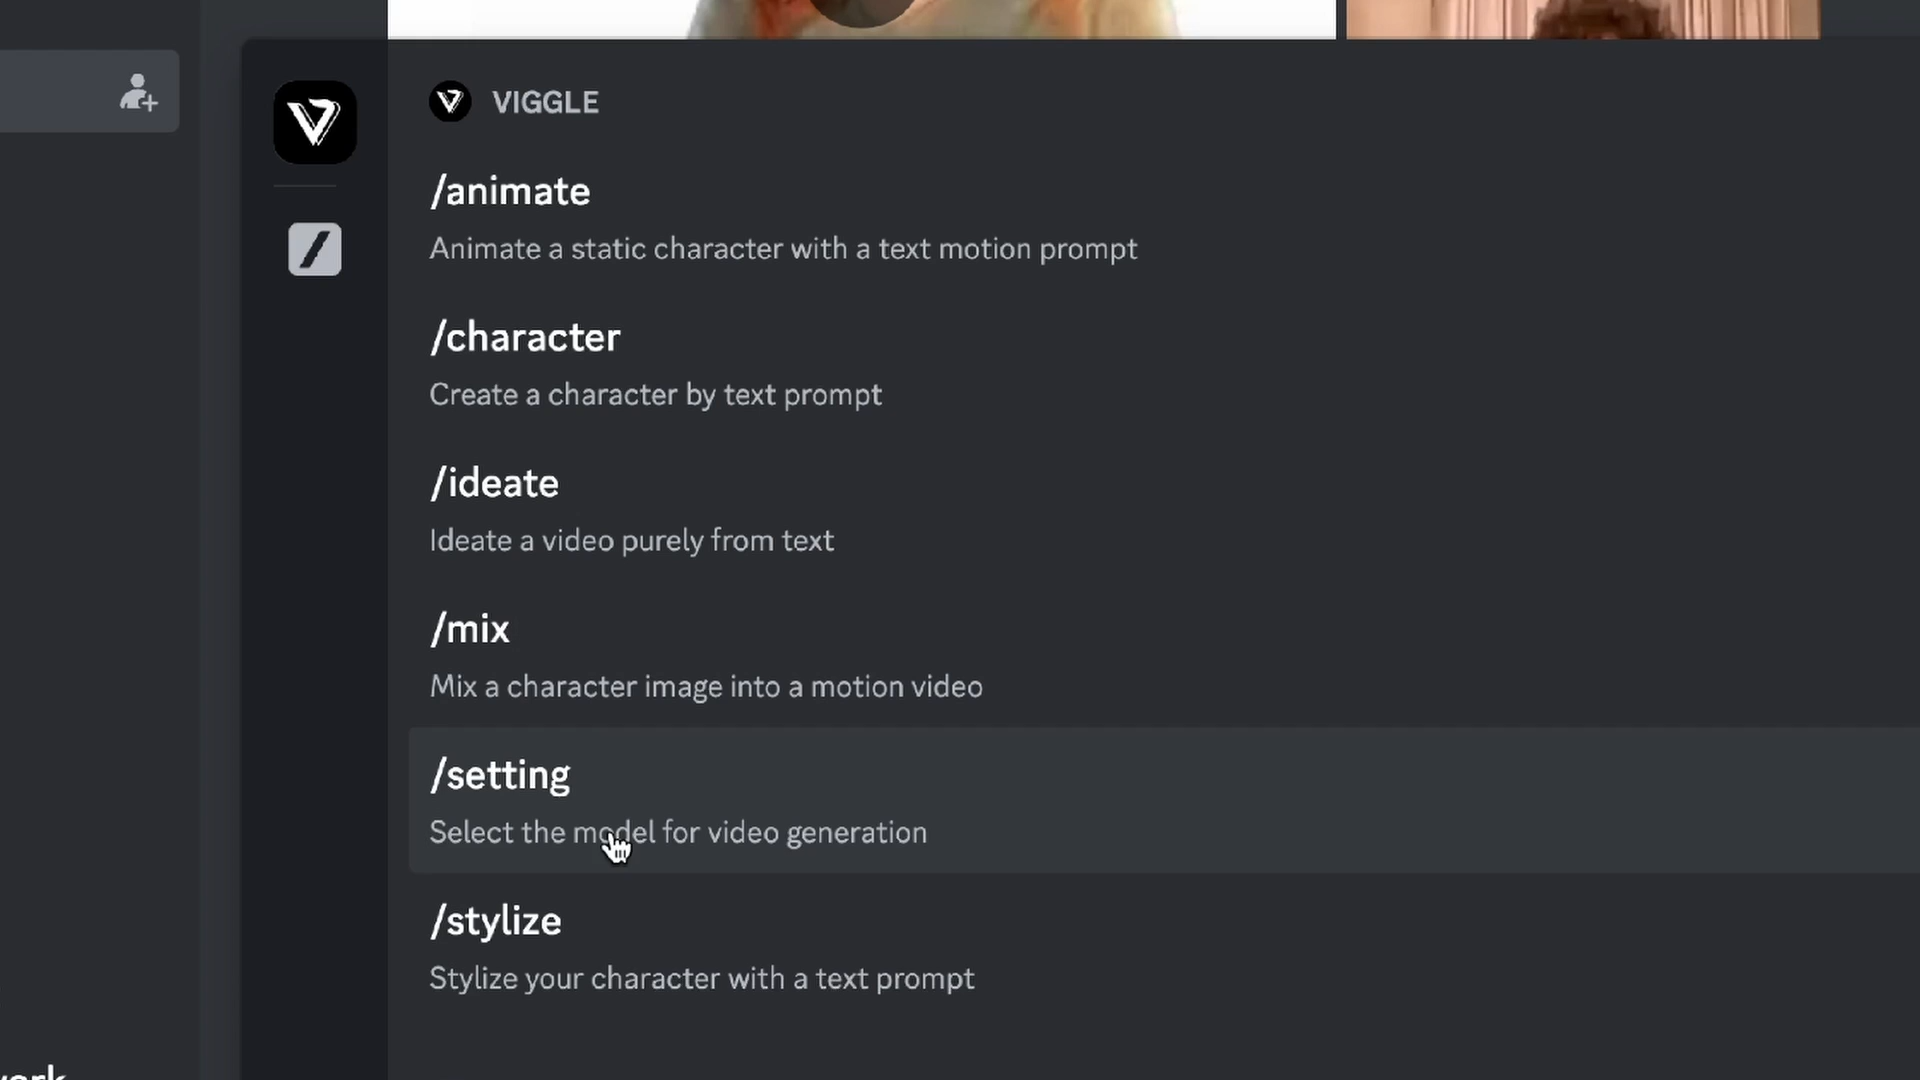 VIGGLE
/animate
Animate a static character with a text motion prompt
/character
Create a character by text prompt
/ideate
Ideate a video purely from text
/mix
Mix a character image into a motion video
/setting
Select the model for video generation
/stylize
Stylize your character with a text prompt